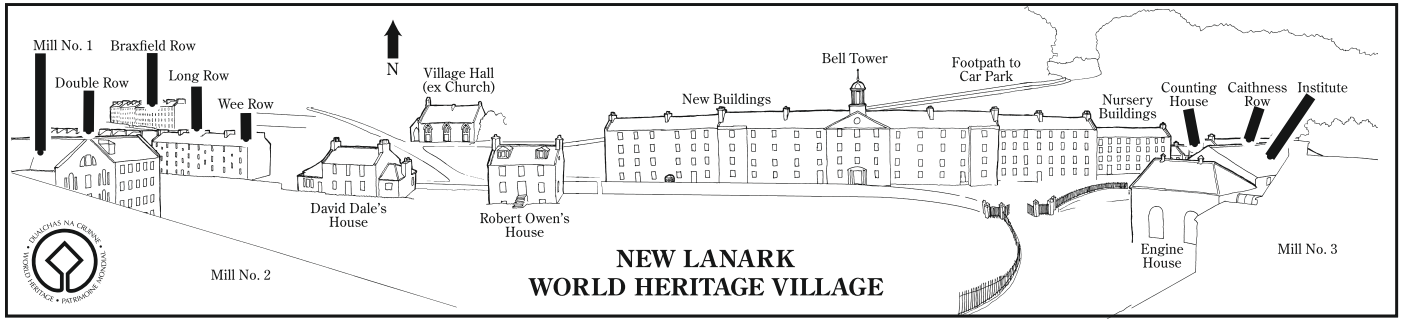 Mill No. 1
Braxfield Row
Double Row
Long Row
Wee Row
N
Village Hall
(ex Church)
David Dale's
House
Robert Owen's
House
New Buildings
Bell Tower
Footpath to
Car Park
Nursery
Buildings
Counting
House
Caithness
Row
Institute
Engine
House
Mill No. 3
Mill No. 2
DUALCHAS NA CRUINNE • PATRIMOINE MONDIAL • WORLD HERITAGE •
NEW LANARK
WORLD HERITAGE VILLAGE